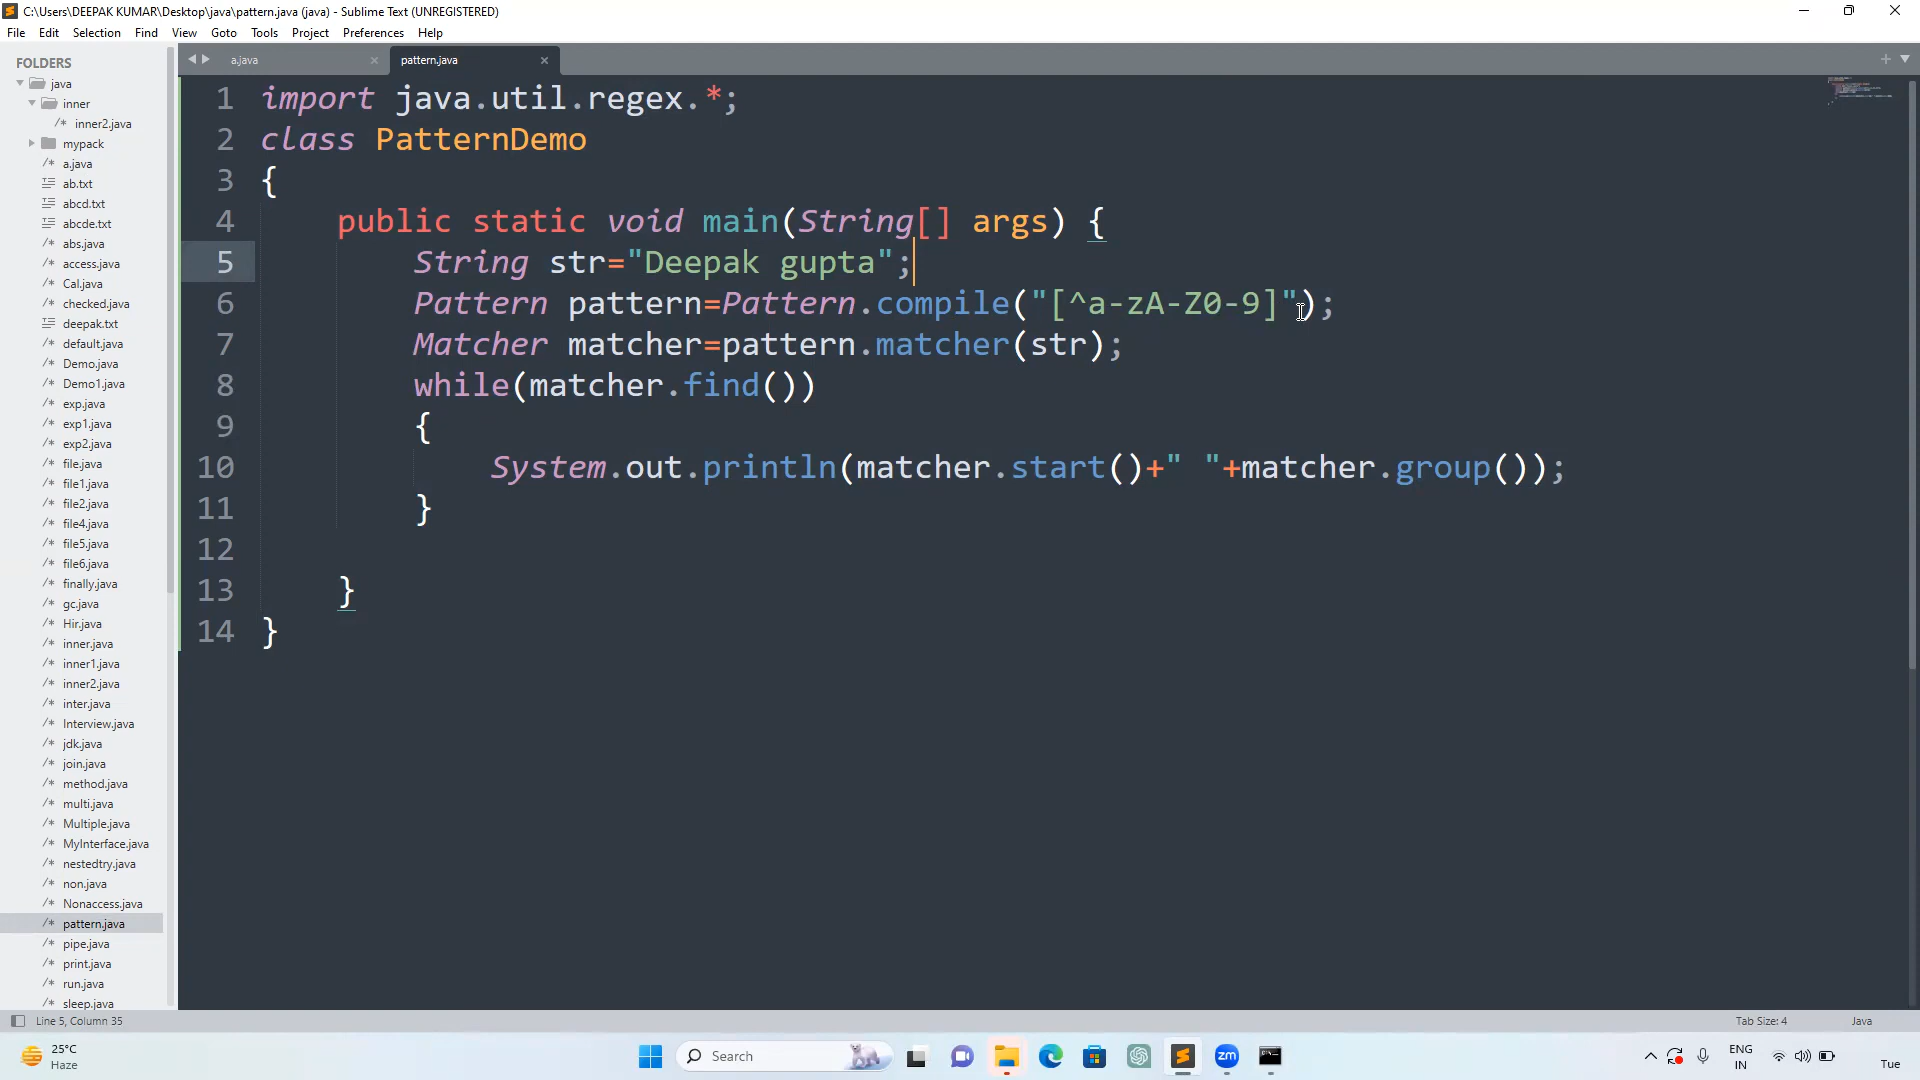 C:\Users\DEEPAK KUMAR\Desktop\java\pattern.java (java) - Sublime Text (UNREGISTERED)
File Edit Selection Find View Goto Tools Project Preferences Help
FOLDERS
java
inner
/* inner2.java
mypack
/* a.java
ab.txt
abcd.txt
abcde.txt
/* abs.java
/* access.java
/* Cal.java
/* checked.java
deepak.txt
/* default.java
/* Demo.java
/* Demo1.java
/* exp.java
/* exp1.java
/* exp2.java
/* file.java
/* file1.java
/* file2.java
/* file4.java
/* file5.java
/* file6.java
/* finally.java
/* gc.java
/* Hir.java
/* inner.java
/* inner1.java
/* inner2.java
/* inter.java
/* Interview.java
/* jdk.java
/* join.java
/* method.java
/* multi.java
/* Multiple.java
/* MyInterface.java
/* nestedtry.java
/* non.java
/* Nonaccess.java
/* pattern.java
/* pipe.java
/* print.java
/* run.java
/* sleep.java
a.java
pattern.java
1 import java.util.regex.*;
2 class PatternDemo
3 {
4 public static void main(String[] args) {
5 String str="Deepak gupta";
6 Pattern pattern=Pattern.compile("[^a-zA-Z0-9]");
7 Matcher matcher=pattern.matcher(str);
8 while(matcher.find())
9 {
10 System.out.println(matcher.start()+" "+matcher.group());
11 }
12
13 }
14 }
Line 5, Column 35
Tab Size: 4
Java
25°C
Haze
Search
zm
ENG
IN
Tue